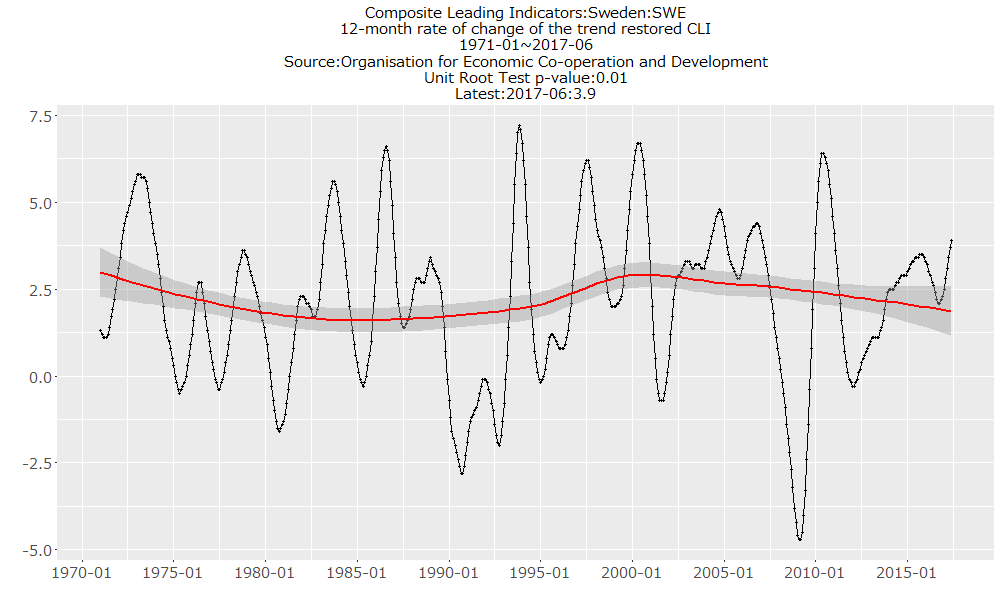 Composite Leading Indicators:Sweden:SWE
12-month rate of change of the trend restored CLI
1971-01~2017-06
Source:Organisation for Economic Co-operation and Development
Unit Root Test p-value:0.01
Latest:2017-06:3.9
7.5
5.0
2.5
0.0
-2.5
-5.0
1970-01 1975-01 1980-01 1985-01 1990-01 1995-01 2000-01 2005-01 2010-01 2015-01